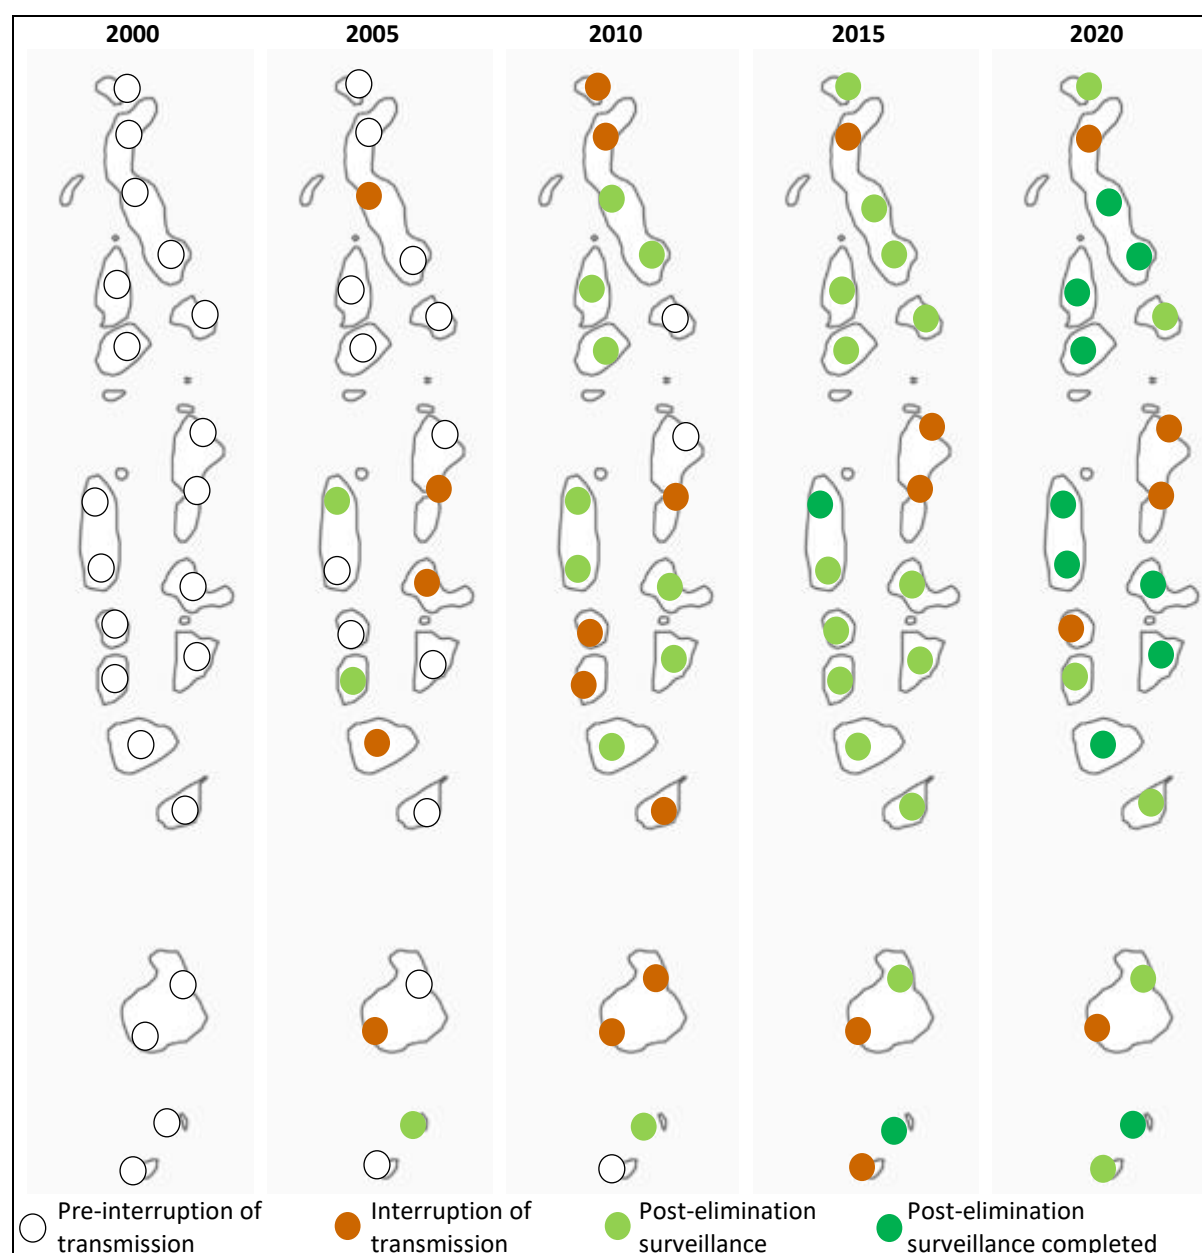 2000 2005 2010 2015 2020
Pre-interruption of
transmission
Interruption of
transmission
Post-elimination
surveillance
Post-elimination
surveillance completed